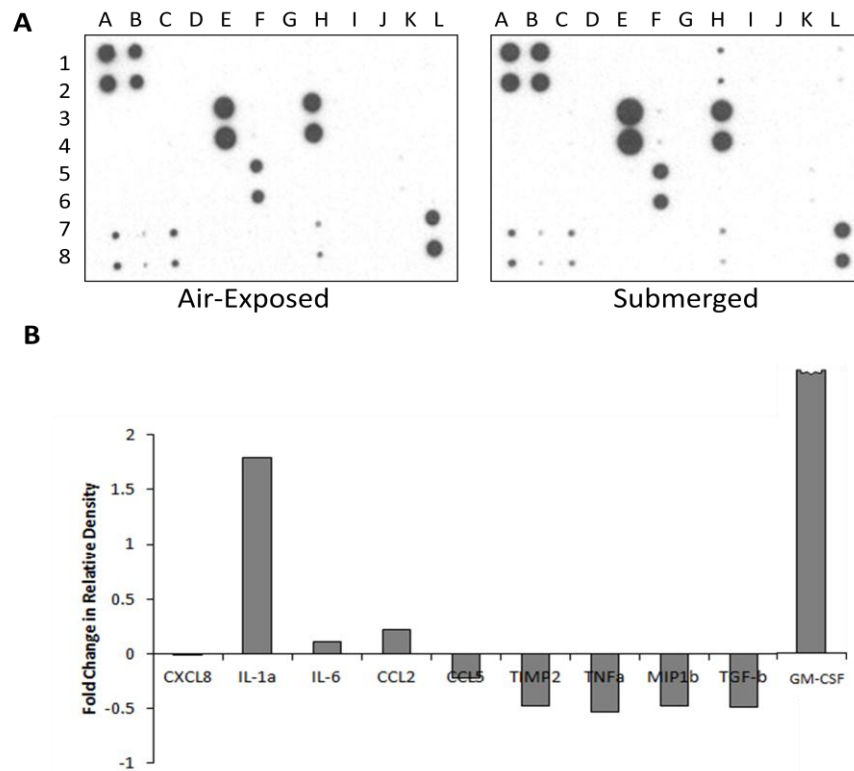 A
A B C D E F G H I J K L
A B C D E F G H I J K L
1
2
3
4
5
6
7
8
Air-Exposed
Submerged
B
Fold Change in Relative Density
2
1.5
1
0.5
0
-0.5
-1
CXCL8 IL-1a IL-6 CCL2 CCL5 TIMP2 TNFa MIP1b TGF-b GM-CSF